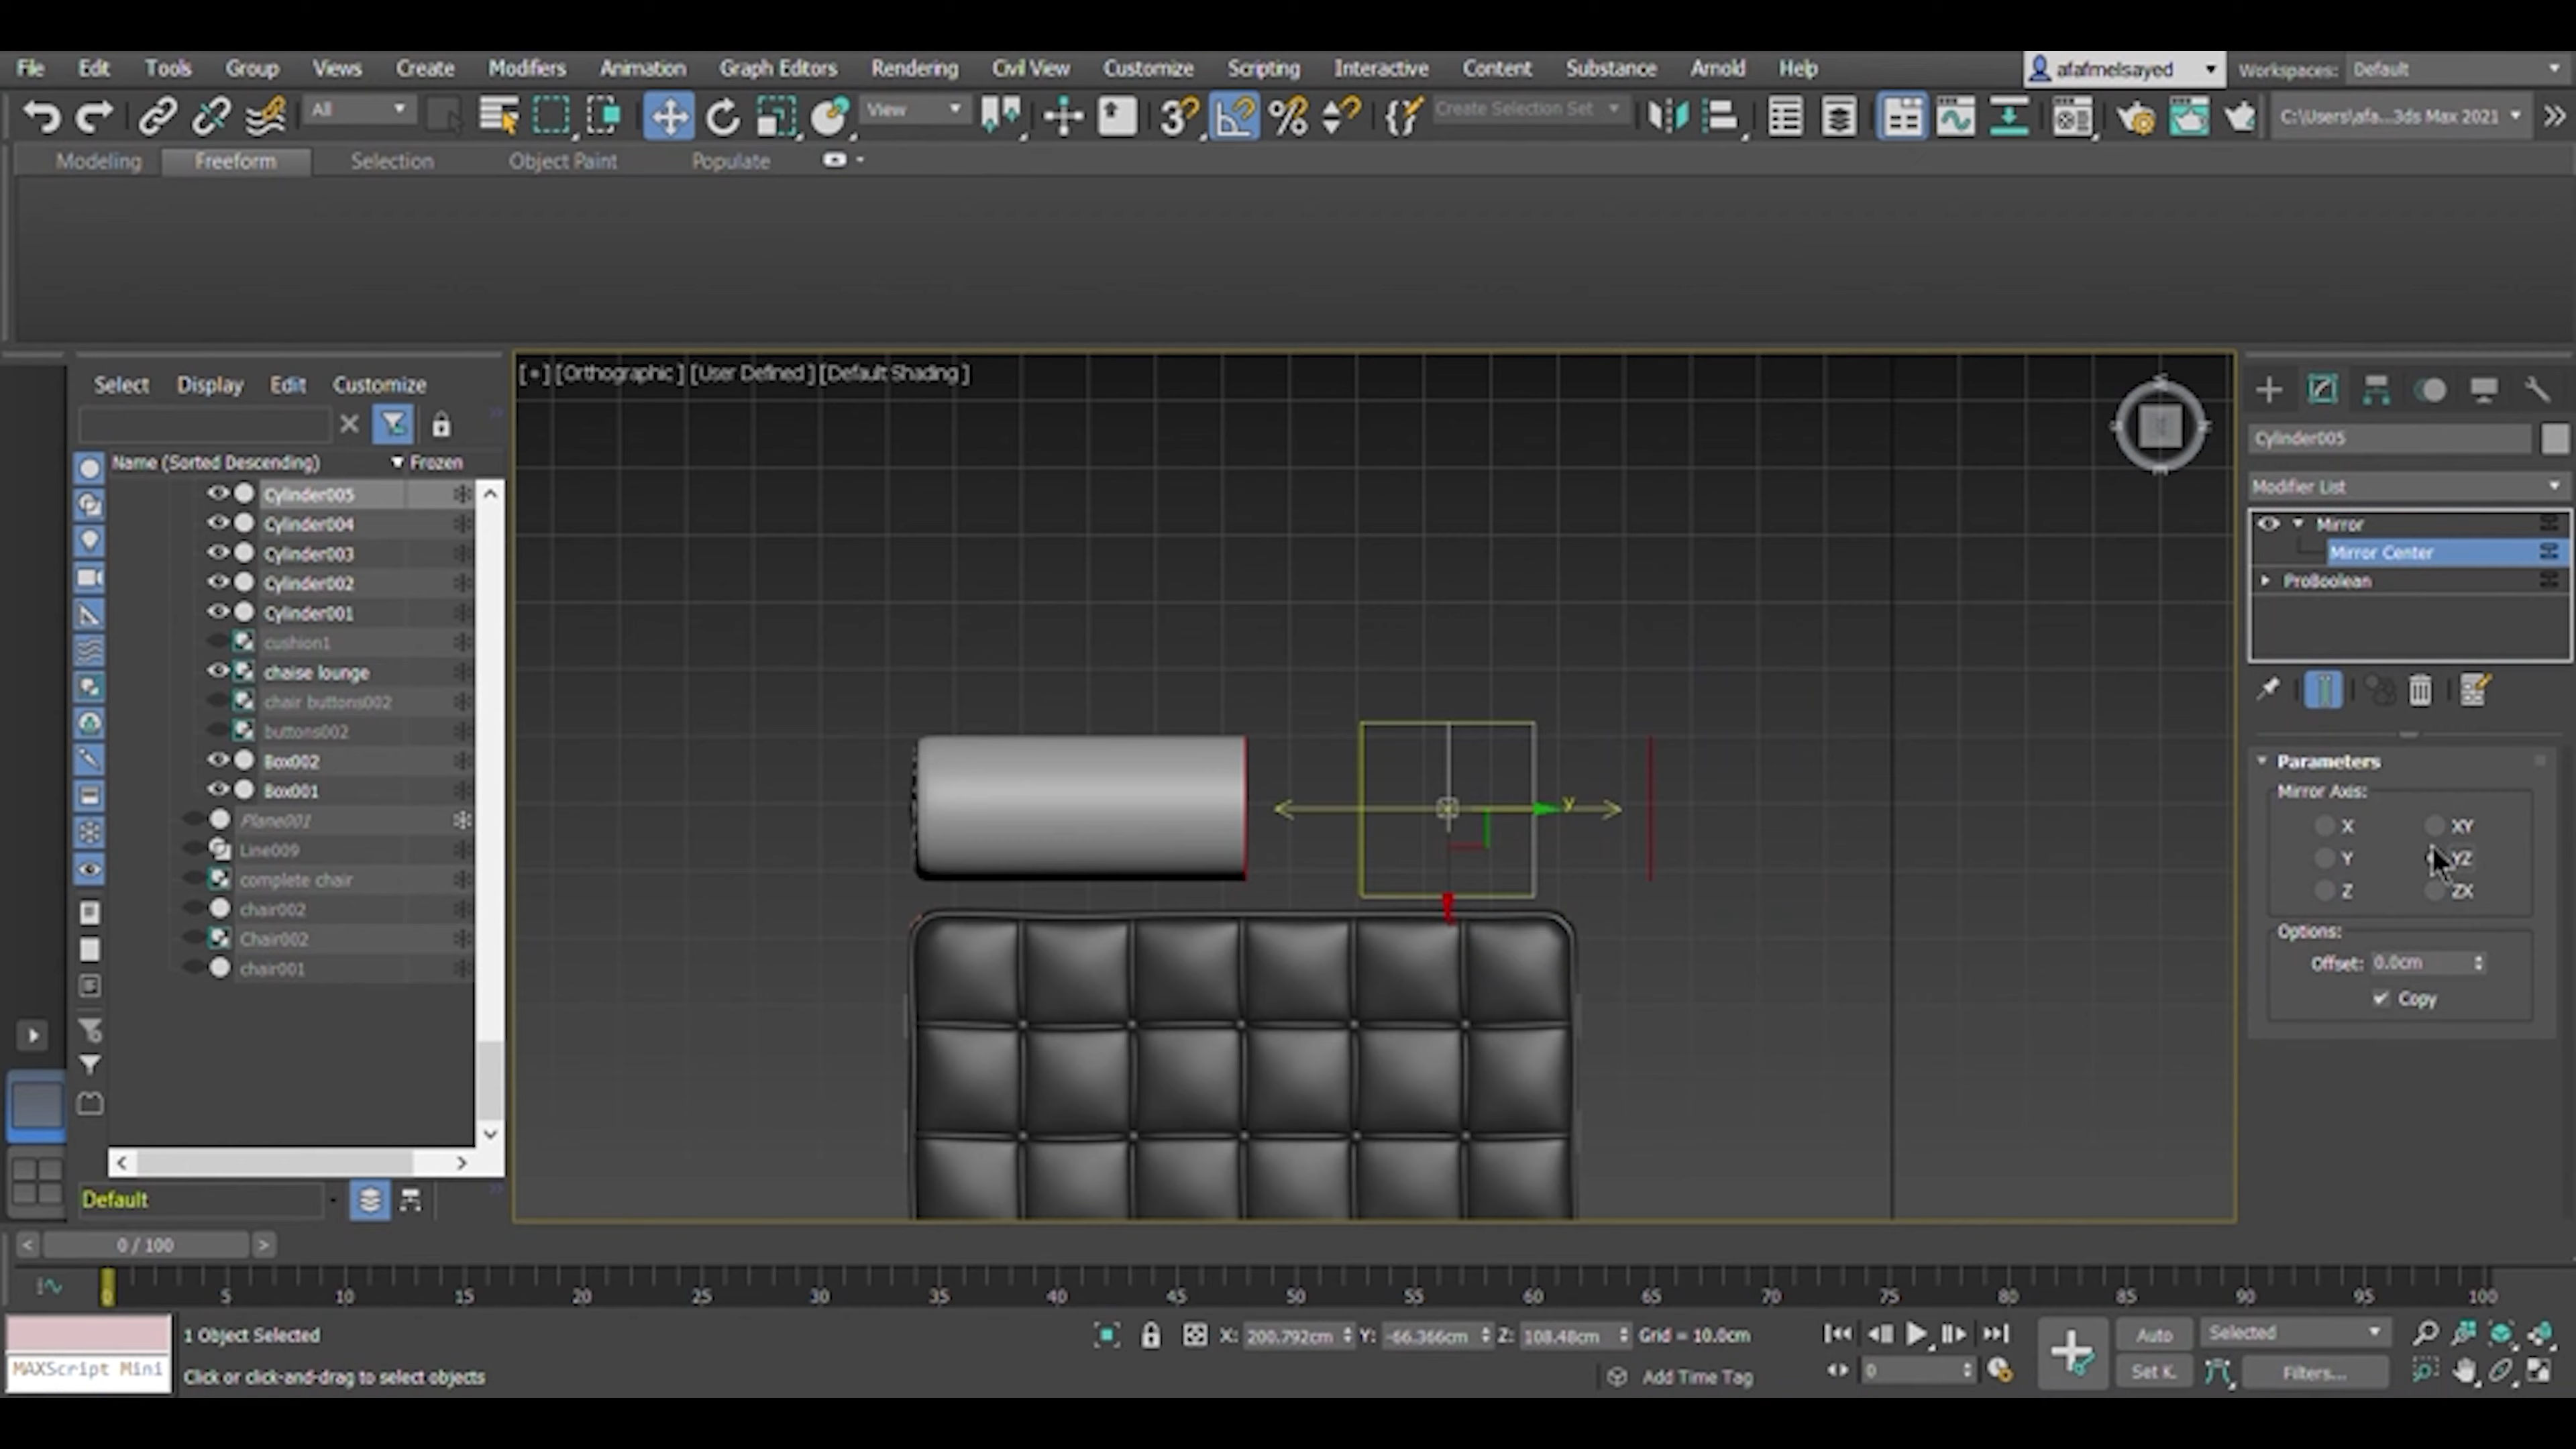 File Edit Tools Group Views Create Modifiers Animation Graph Editors Rendering Civil View Customize Scripting Interactive Content Substance Arnold Help afafmelsayed Workspaces: Default
All View Create Selection Set C:\Users\afa...3ds Max 2021
Modeling Freeform Selection Object Paint Populate
Select Display Edit Customize
Name (Sorted Descending) Frozen
Cylinder005
Cylinder004
Cylinder003
Cylinder002
Cylinder001
cushion1
chaise lounge
chair buttons002
buttons002
Box002
Box001
Plane001
Line009
complete chair
chair002
Chair002
chair001
Default
[+] [Orthographic] [User Defined] [Default Shading]
y
Cylinder005
Modifier List
Mirror
Mirror Center
ProBoolean
Parameters
Mirror Axis:
X XY
Y YZ
Z ZX
Options:
Offset: 0.0cm
Copy
0 / 100
0 5 10 15 20 25 30 35 40 45 50 55 60 65 70 75 80 85 90 95 100
1 Object Selected X: 200.792cm Y: -66.366cm Z: 108.48cm Grid = 10.0cm Auto Selected
MAXScript Mini Click or click-and-drag to select objects Add Time Tag 0 Set K. Filters...